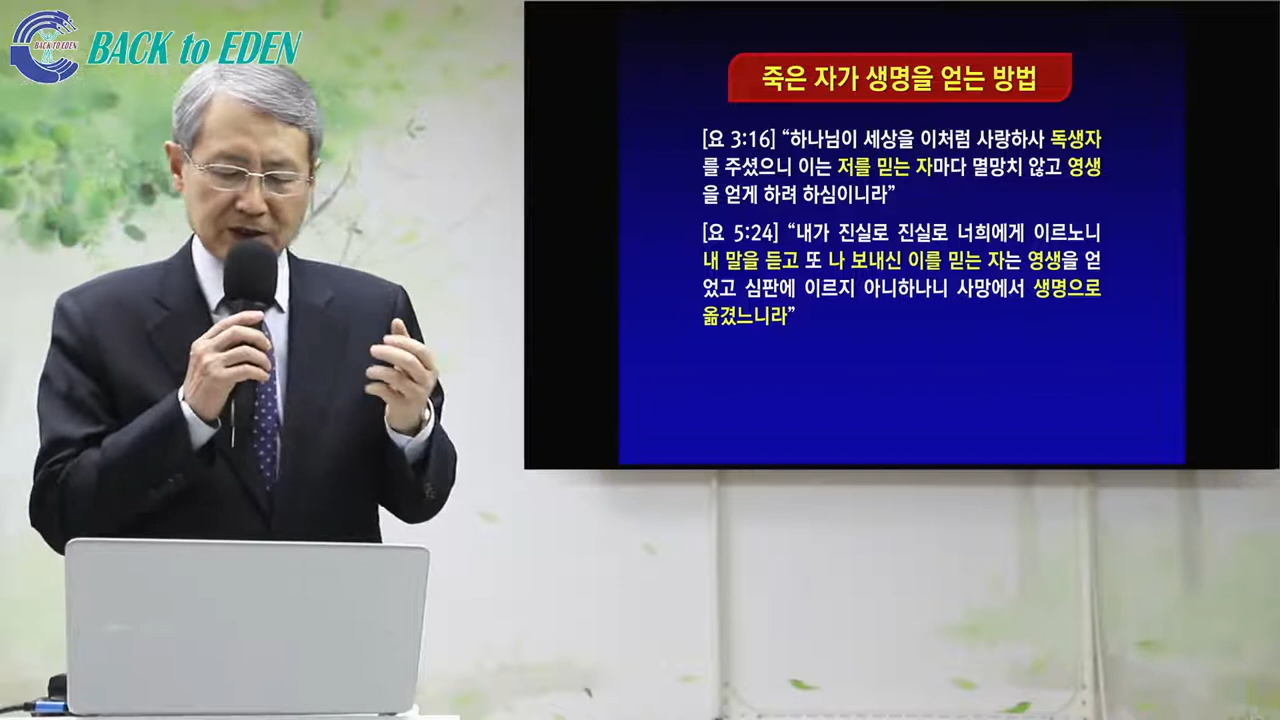 BACK TO EDEN
BACK to EDEN
죽은 자가 생명을 얻는 방법
[요 3:16] “하나님이 세상을 이처럼 사랑하사 독생자
를 주셨으니 이는 저를 믿는 자마다 멸망치 않고 영생
을 얻게 하려 하심이니라”
[요 5:24] “내가 진실로 진실로 너희에게 이르노니
내 말을 듣고 또 나 보내신 이를 믿는 자는 영생을 얻
었고 심판에 이르지 아니하나니 사망에서 생명으로
옮겼느니라”